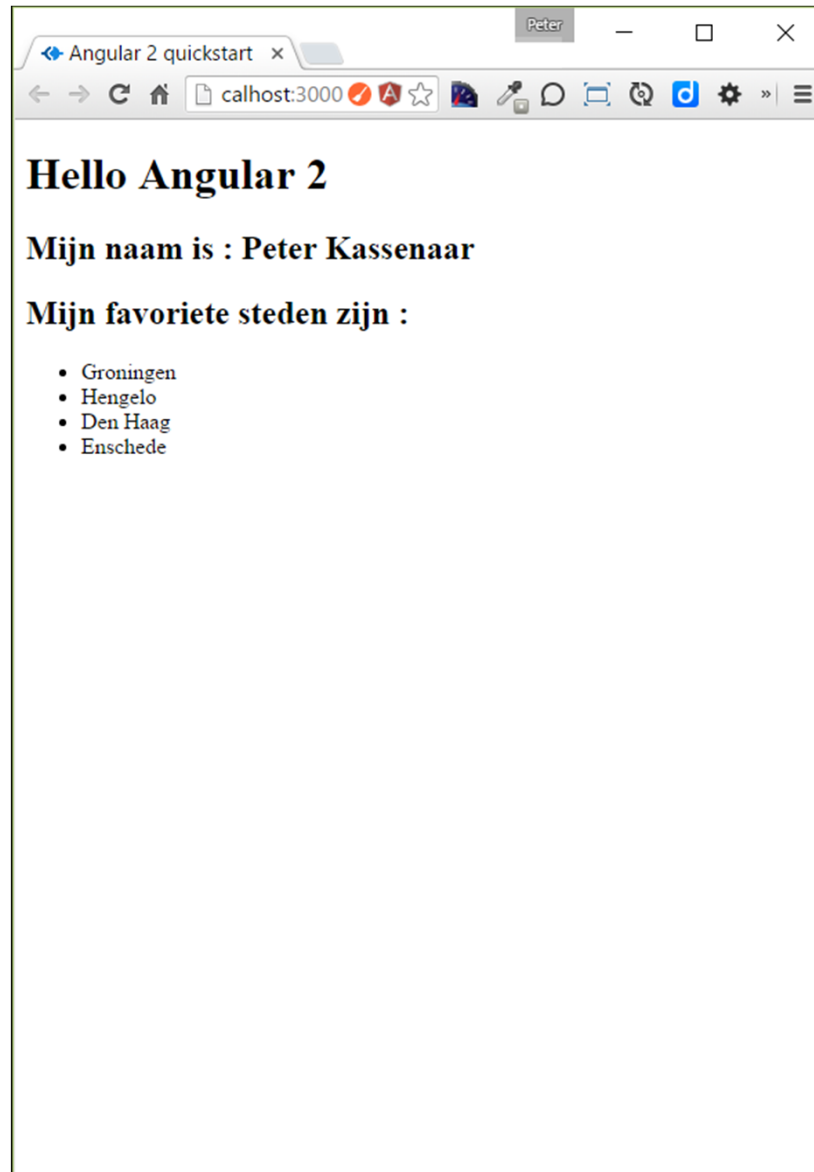 Peter
Angular 2 quickstart
calhost:3000
Hello Angular 2
Mijn naam is : Peter Kassenaar
Mijn favoriete steden zijn :
Groningen
Hengelo
Den Haag
Enschede